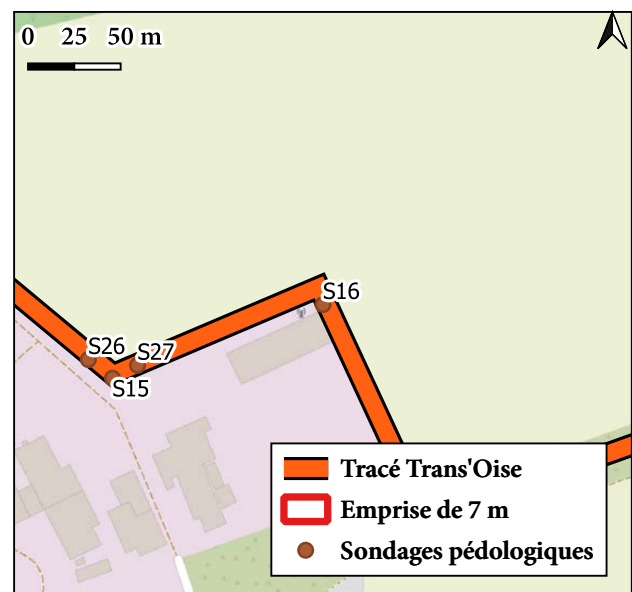 0 25 50 m
S16
S26
S27
S15
Tracé Trans'Oise
Emprise de 7 m
Sondages pédologiques